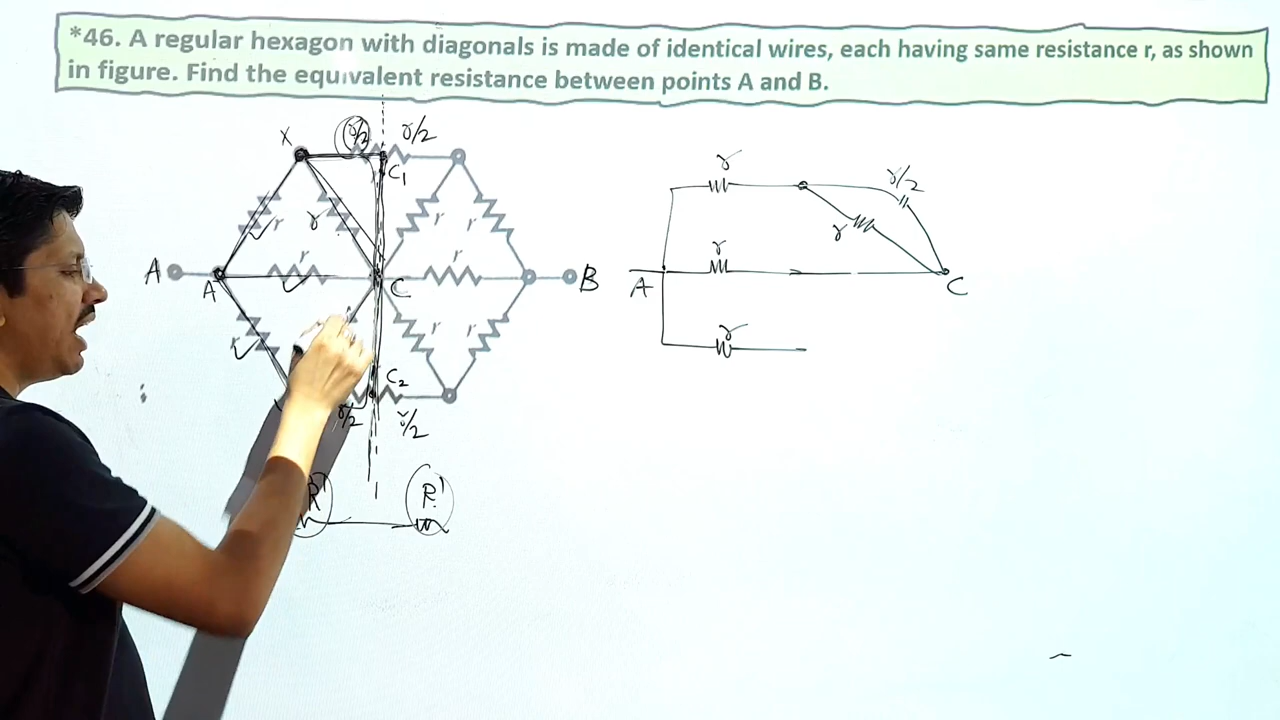 *46. A regular hexagon with diagonals is made of identical wires, each having same resistance r, as shown
in figure. Find the equivalent resistance between points A and B.
X r/2 r/2
C1
r r r r
A A r C r B
r r r
C2
r/2 r/2
R' R'
r r/2
r
A r C
r